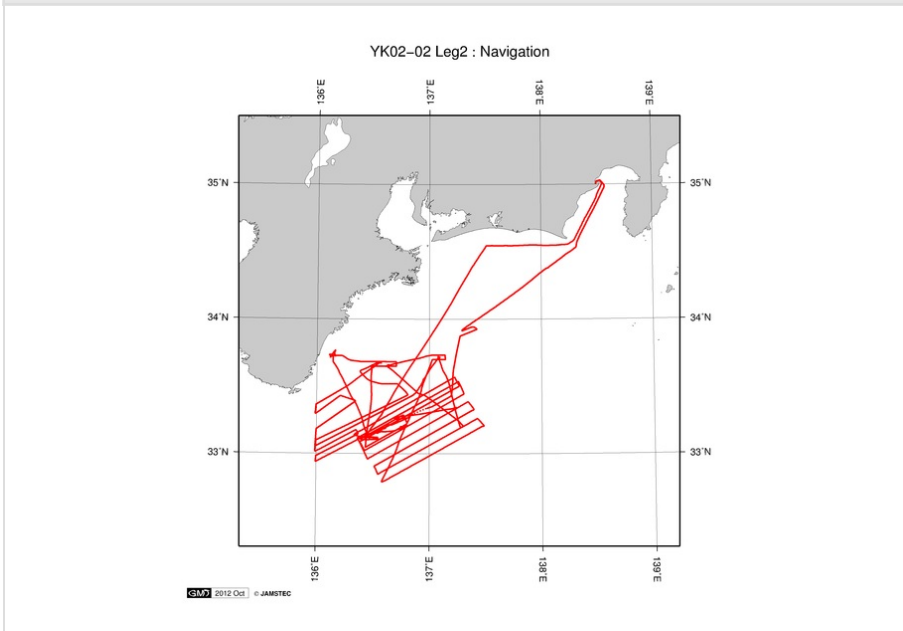 YK02−02 Leg2 : Navigation
136˚E 137˚E 138˚E 139˚E
35˚N 35˚N
34˚N 34˚N
33˚N 33˚N
136˚E 137˚E 138˚E 139˚E
GMD 2012 Oct © JAMSTEC